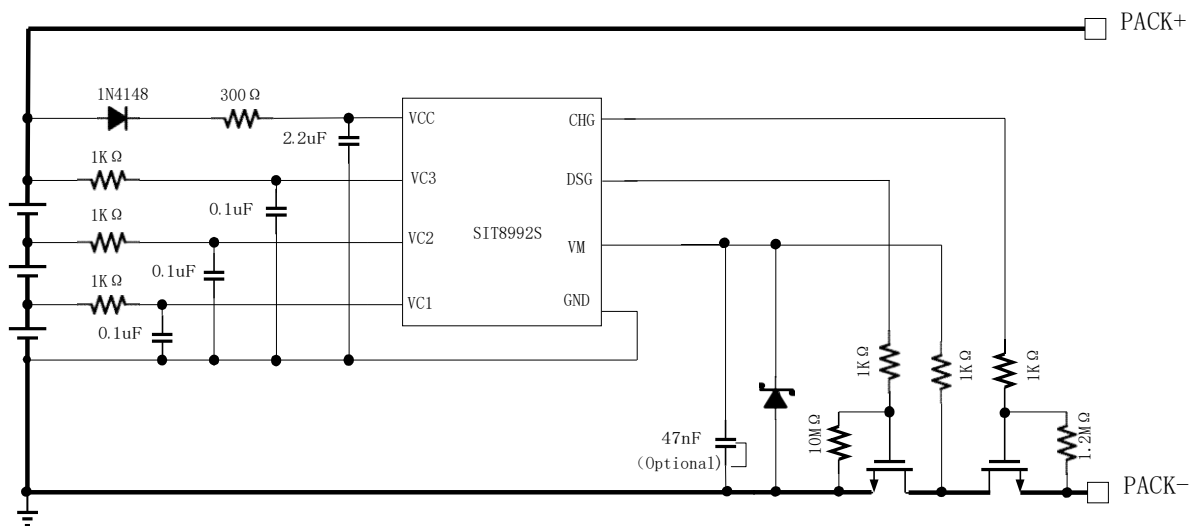 PACK+
1N4148
300Ω
VCC
CHG
2.2uF
1KΩ
VC3
DSG
0.1uF
1KΩ
SIT8992S
VC2
VM
0.1uF
1KΩ
VC1
GND
0.1uF
1KΩ
1KΩ
1KΩ
10MΩ
1.2MΩ
47nF
(Optional)
PACK-